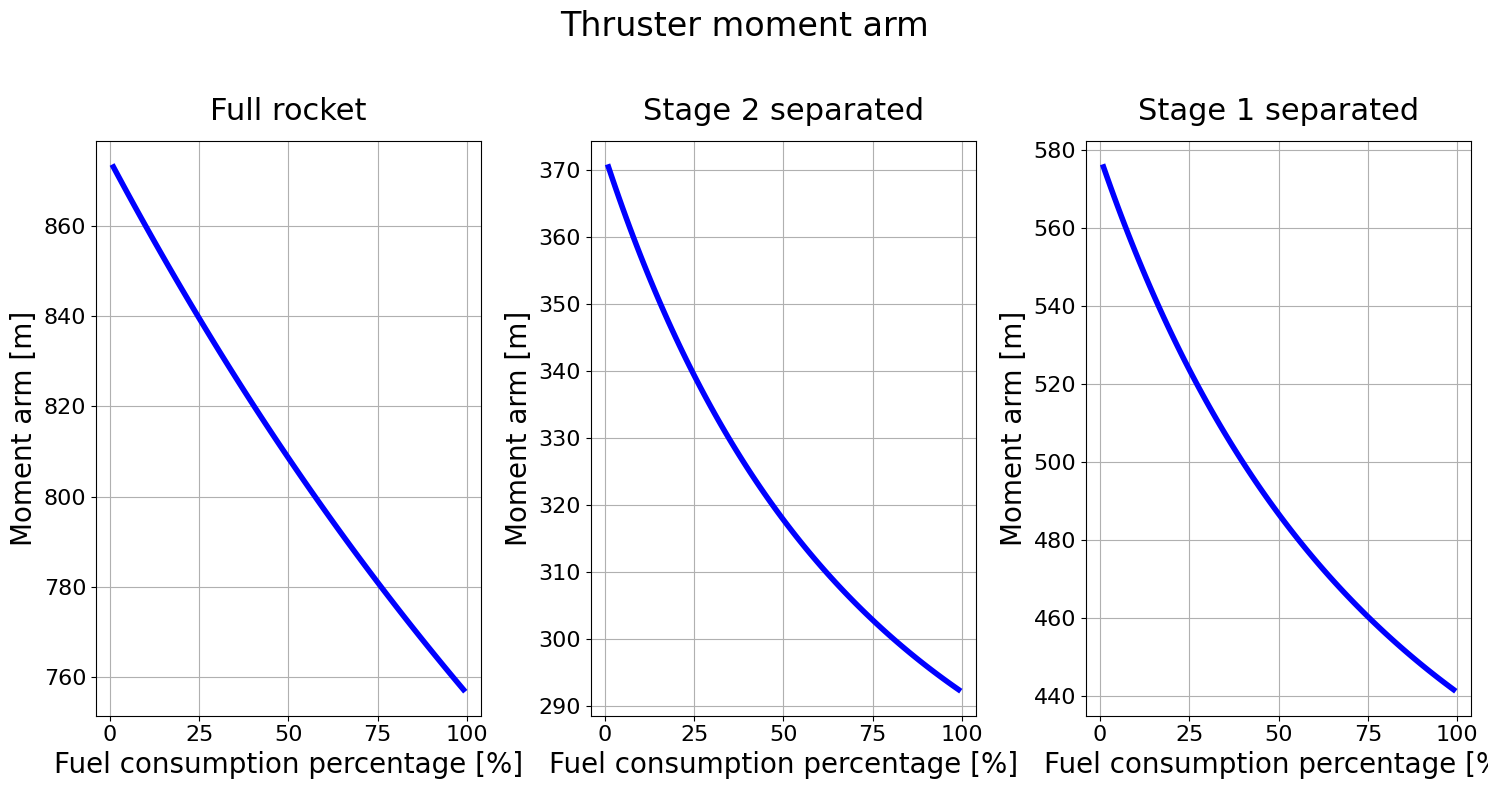 Thruster moment arm
Full rocket
Moment arm [m]
860
840
820
800
780
760
0 25 50 75 100
Fuel consumption percentage [%]
Stage 2 separated
Moment arm [m]
370
360
350
340
330
320
310
300
290
0 25 50 75 100
Fuel consumption percentage [%]
Stage 1 separated
Moment arm [m]
580
560
540
520
500
480
460
440
0 25 50 75 100
Fuel consumption percentage [%